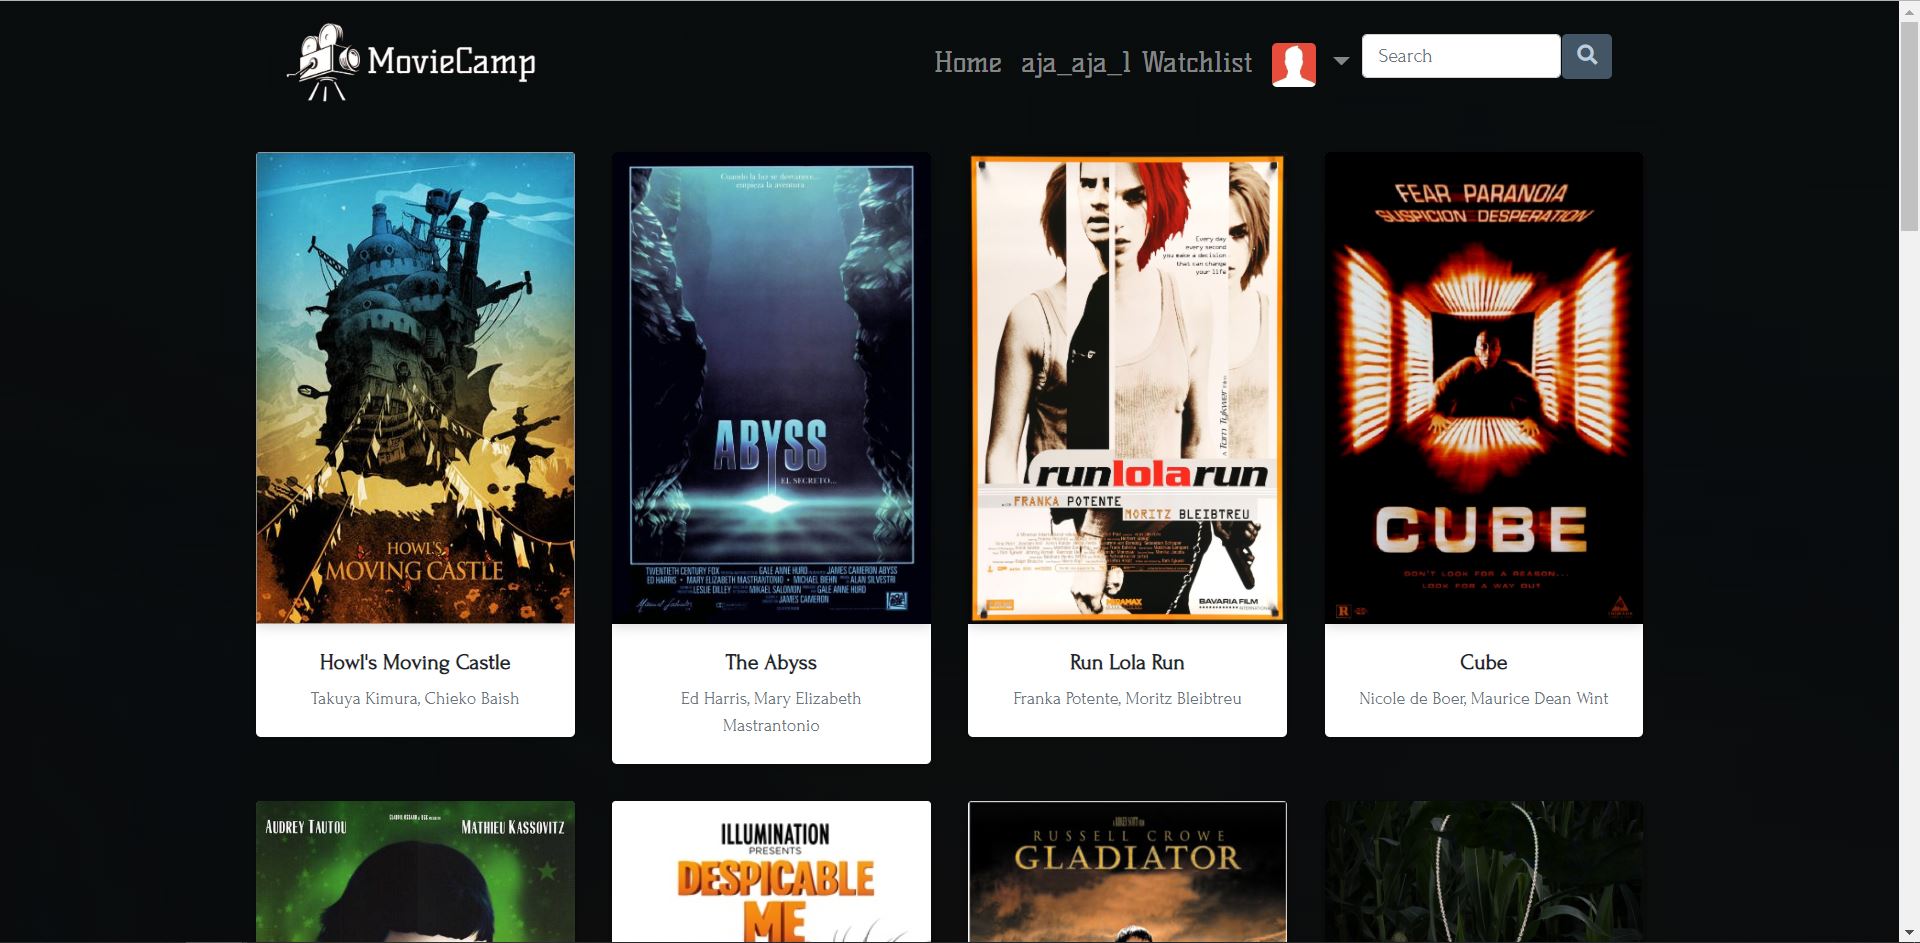 MovieCamp
Home aja_aja_1 Watchlist
Search
HOWL'S
MOVING CASTLE
Howl's Moving Castle
Takuya Kimura, Chieko Baish
Cuando la luz se desvanece...
empieza la aventura.
ABYSS
EL SECRETO...
TWENTIETH CENTURY FOX GALE ANNE HURD JAMES CAMERON ABYSS
ED HARRIS • MARY ELIZABETH MASTRANTONIO • MICHAEL BIEHN ALAN SILVESTRI
LESLIE DILLEY MIKAEL SALOMON GALE ANNE HURD
JAMES CAMERON
The Abyss
Ed Harris, Mary Elizabeth
Mastrantonio
Every day
every second
you make a decision
that can change
your life
A Tom Tykwer
run lola run
FRANKA POTENTE
MORITZ BLEIBTREU
MIRAMAX
BAVARIA FILM
INTERNATIONAL
Run Lola Run
Franka Potente, Moritz Bleibtreu
FEAR PARANOIA
SUSPICION DESPERATION
CUBE
DON'T LOOK FOR A REASON...
LOOK FOR A WAY OUT
R
Cube
Nicole de Boer, Maurice Dean Wint
AUDREY TAUTOU
MATHIEU KASSOVITZ
ILLUMINATION
PRESENTS
DESPICABLE
ME
RUSSELL CROWE
GLADIATOR